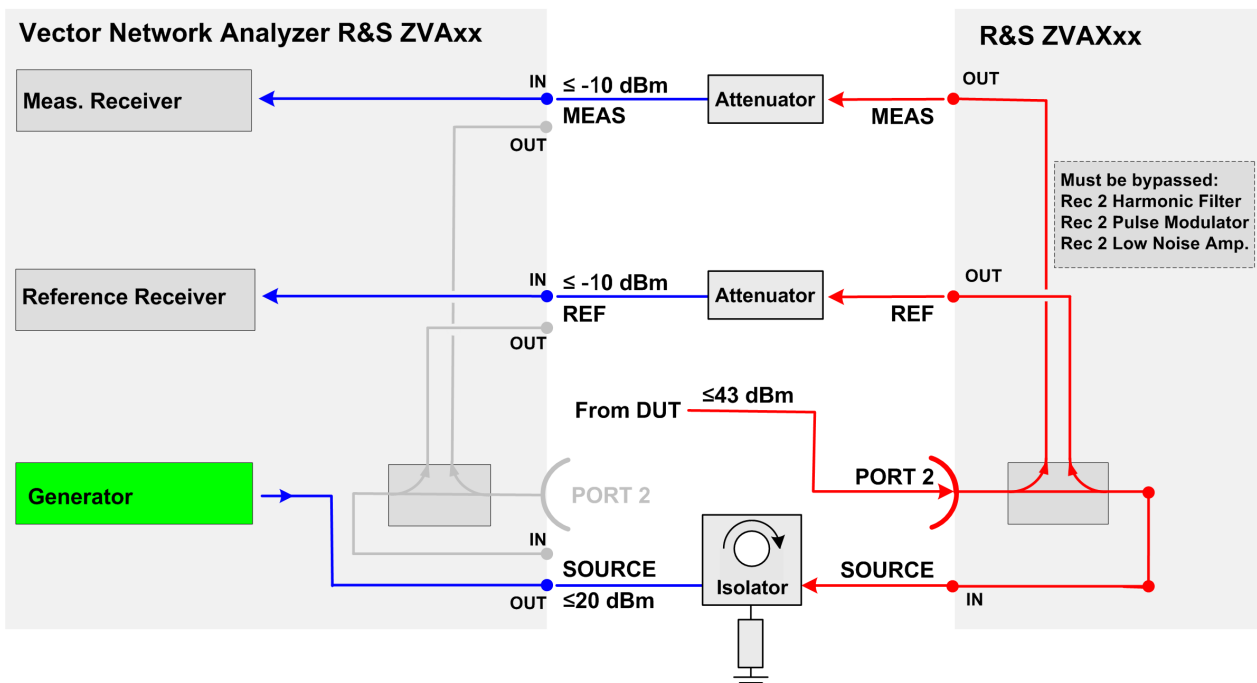 Vector Network Analyzer R&S ZVAxx
R&S ZVAXxx
Meas. Receiver
IN
≤ -10 dBm
MEAS
OUT
Attenuator
MEAS
OUT
Must be bypassed:
Rec 2 Harmonic Filter
Rec 2 Pulse Modulator
Rec 2 Low Noise Amp.
Reference Receiver
IN
≤ -10 dBm
REF
OUT
Attenuator
REF
OUT
From DUT
≤43 dBm
Generator
PORT 2
PORT 2
IN
SOURCE
OUT
≤20 dBm
Isolator
SOURCE
IN